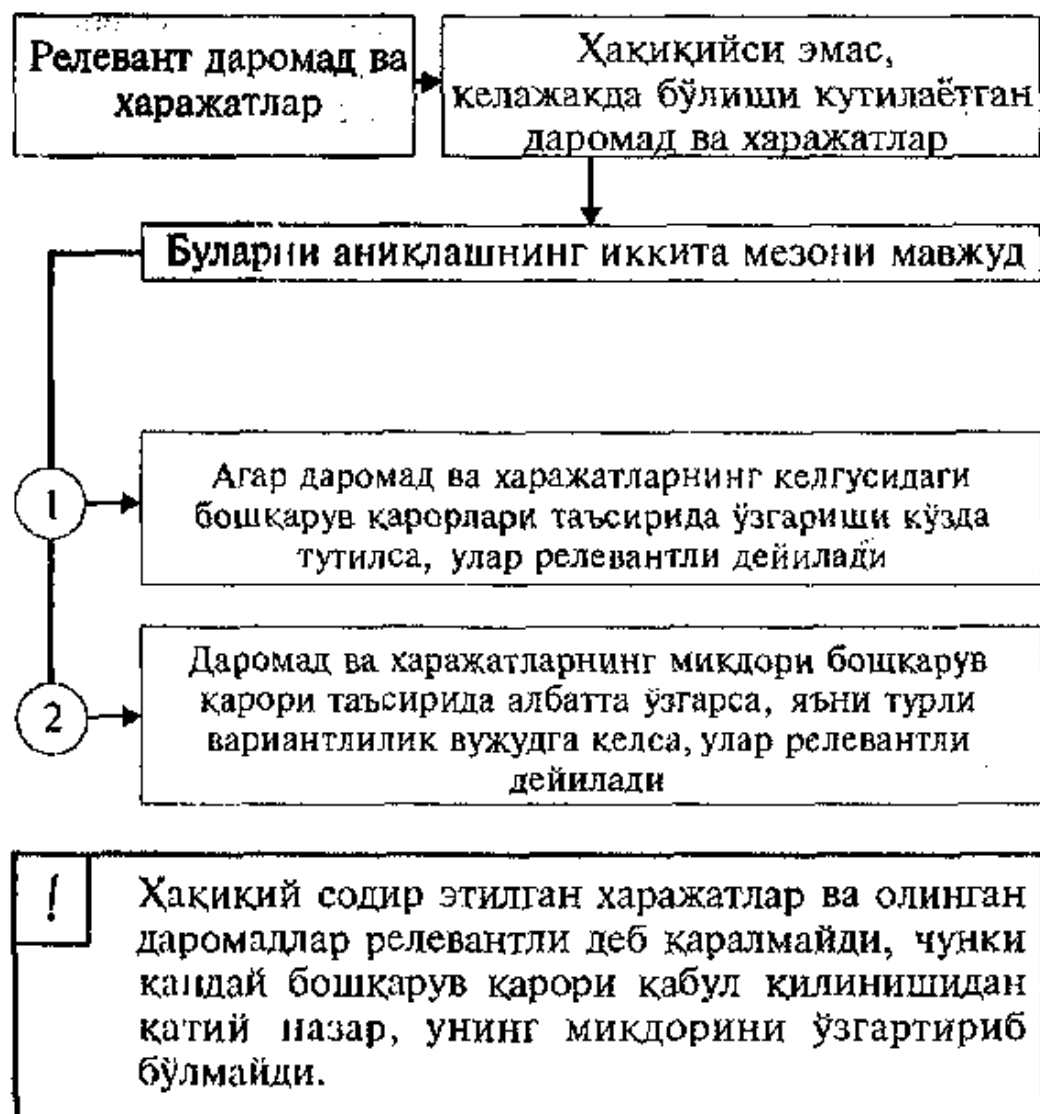 Релевант даромад ва
харажатлар
Ҳақиқийси эмас,
келажакда бўлиши кутилаётган
даромад ва харажатлар
Буларни аниқлашнинг иккита мезони мавжуд
1
Агар даромад ва харажатларнинг келгусидаги
бошқарув қарорлари таъсирида ўзгариши кўзда
тутилса, улар релевантли дейилади
2
Даромад ва харажатларнинг миқдори бошқарув
қарори таъсирида албатта ўзгарса, яъни турли
вариантлилик вужудга келса, улар релевантли
дейилади
!
Ҳақиқий содир этилган харажатлар ва олинган
даромадлар релевантли деб қаралмайди, чунки
қандай бошқарув қарори қабул қилинишидан
қатий назар, унинг миқдорини ўзгартириб
бўлмайди.